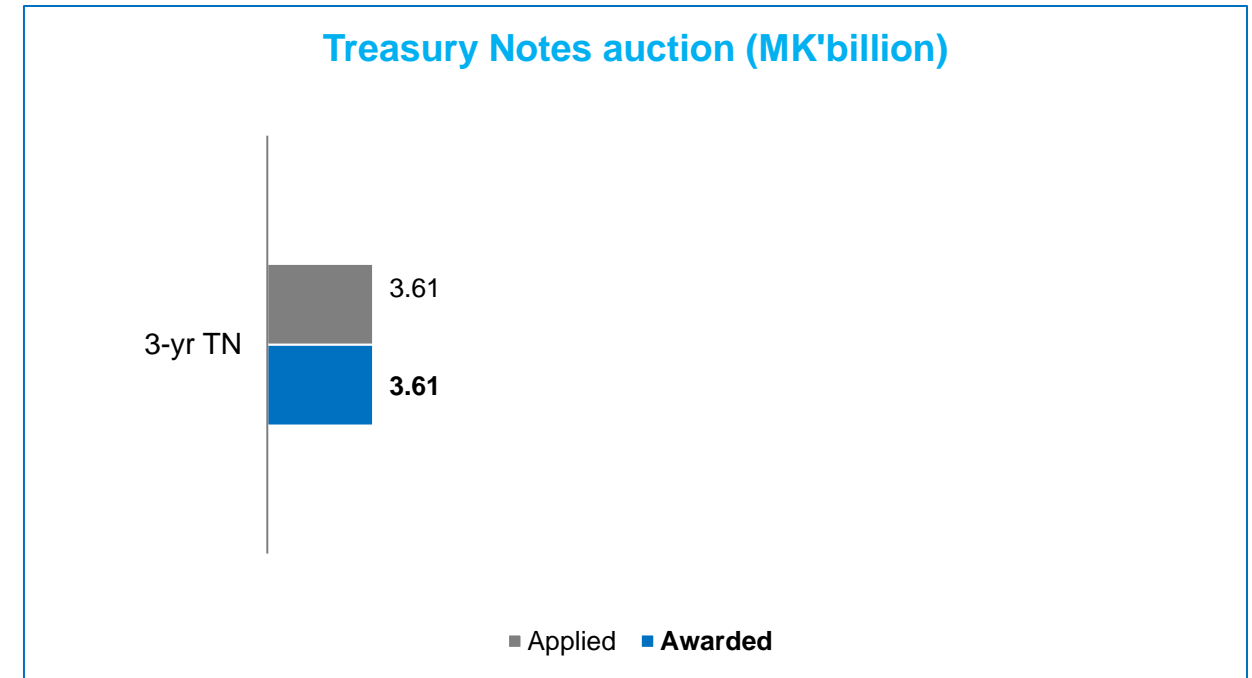 Treasury Notes auction (MK'billion)
3.61
3-yr TN
3.61
Applied Awarded